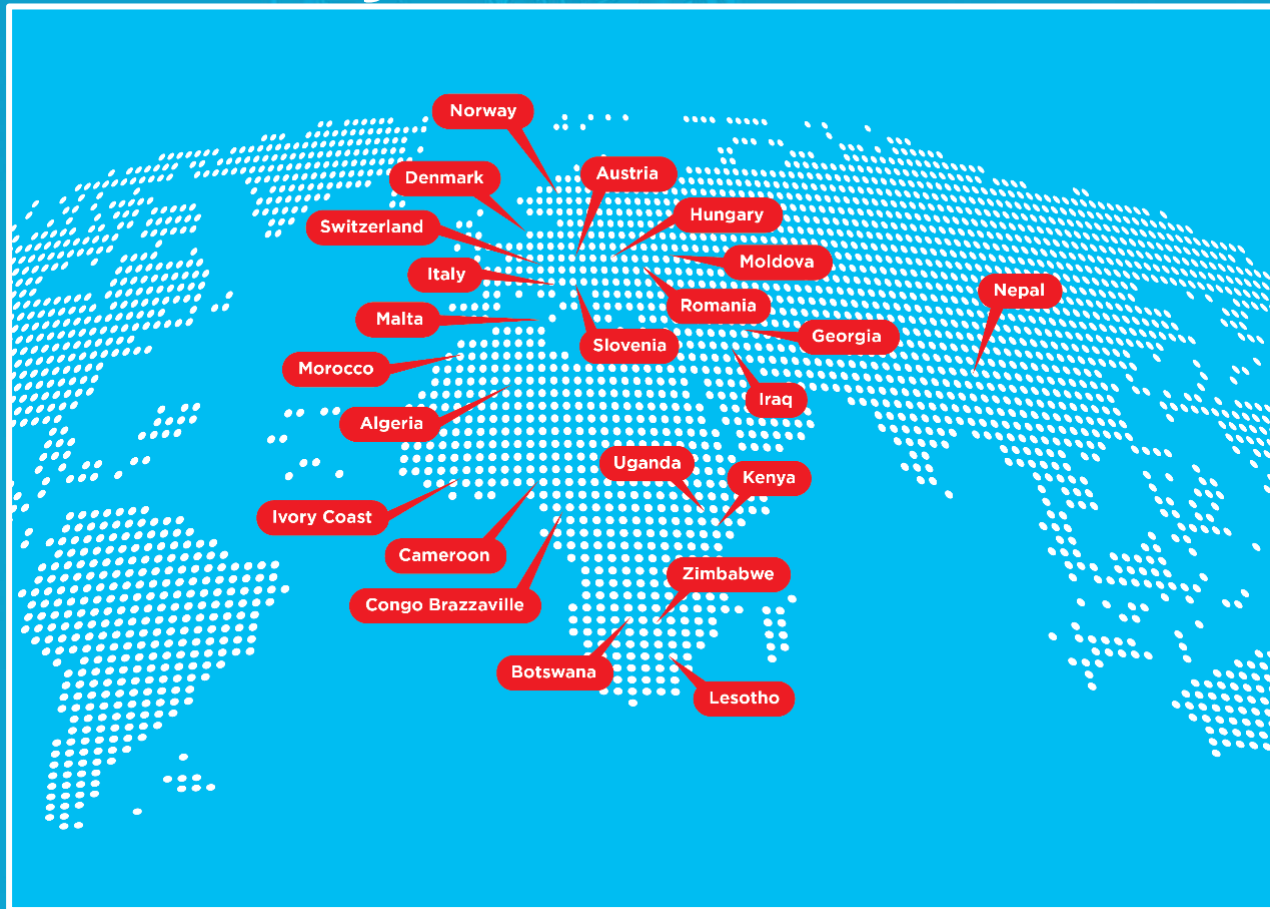 Norway
Denmark
Austria
Switzerland
Hungary
Italy
Moldova
Nepal
Malta
Romania
Slovenia
Georgia
Morocco
Iraq
Algeria
Uganda
Kenya
Ivory Coast
Cameroon
Zimbabwe
Congo Brazzaville
Botswana
Lesotho